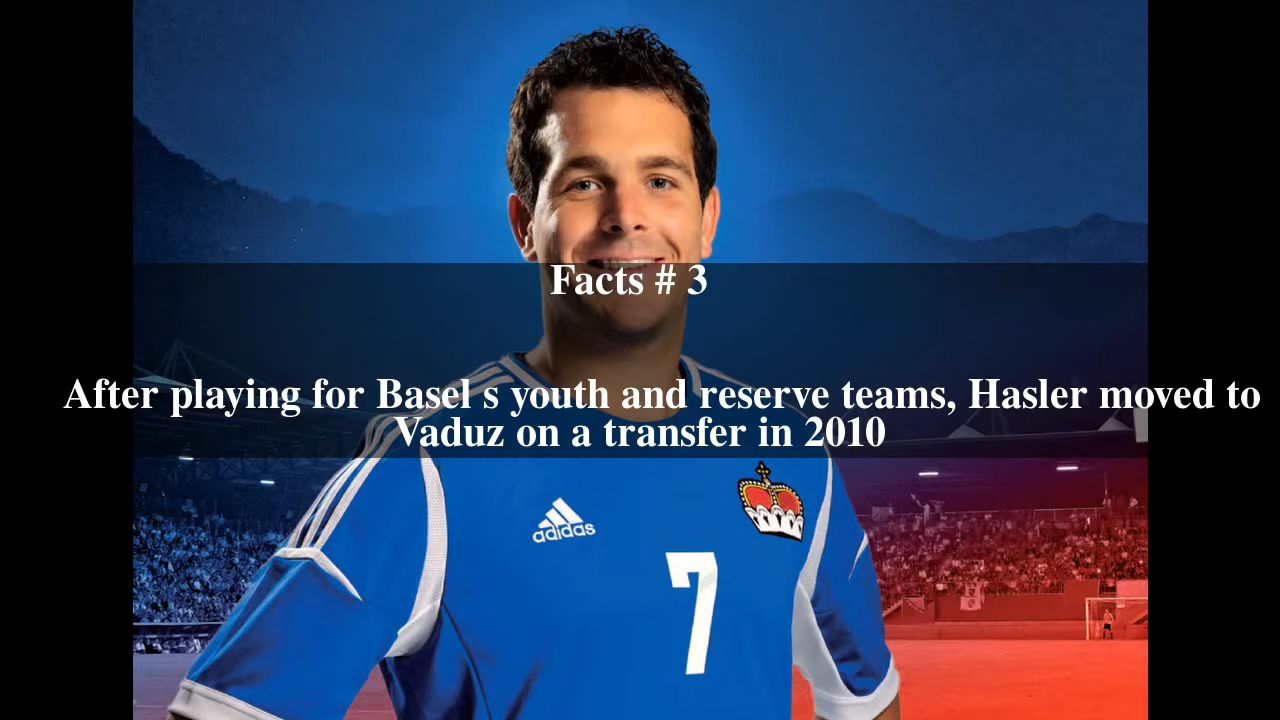 Facts # 3
After playing for Basel s youth and reserve teams, Hasler moved to
Vaduz on a transfer in 2010
adidas
7